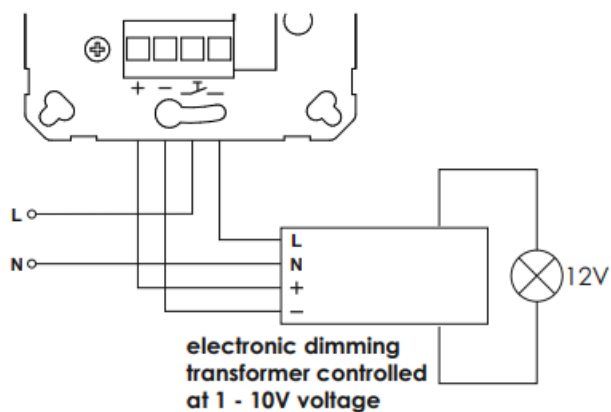 + −
L
N
L
N
+
−
12V
electronic dimming
transformer controlled
at 1 - 10V voltage